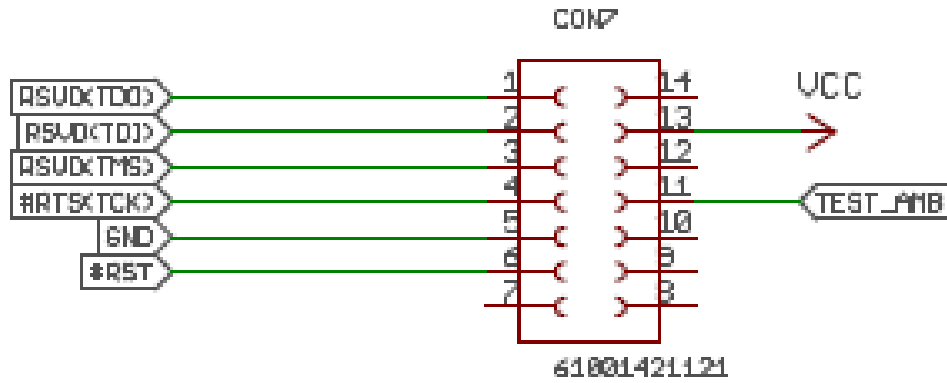 CON7
RSVD(TDO) 1 14 VCC
RSVD(TDI) 2 13
RSVD(TMS) 3 12
#RTS(TCK) 4 11 TEST_AMB
GND 5 10
#RST 6 9
7 8
61001421121